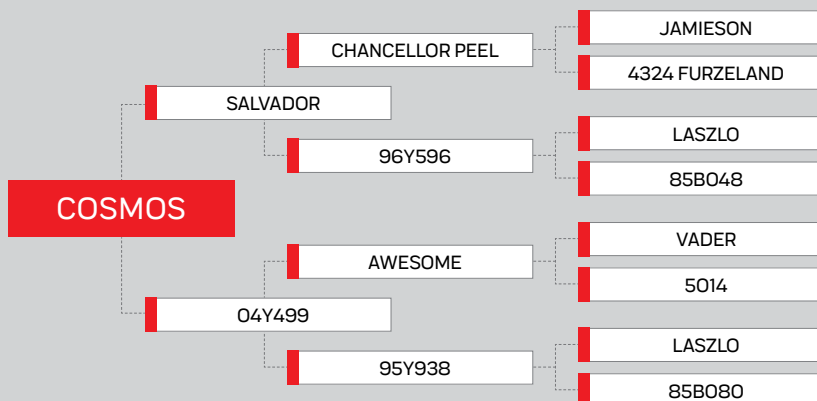 JAMIESON
CHANCELLOR PEEL
4324 FURZELAND
SALVADOR
LASZLO
96Y596
85B048
COSMOS
VADER
AWESOME
5014
04Y499
LASZLO
95Y938
85B080